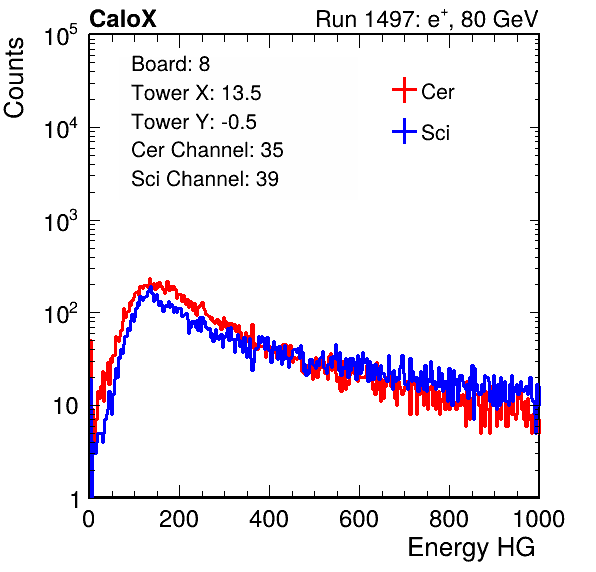 CaloX Run 1497: e⁺, 80 GeV
Counts
Board: 8
Tower X: 13.5
Tower Y: -0.5
Cer Channel: 35
Sci Channel: 39
Cer
Sci
10⁵
10⁴
10³
10²
10
1
0 200 400 600 800 1000
Energy HG